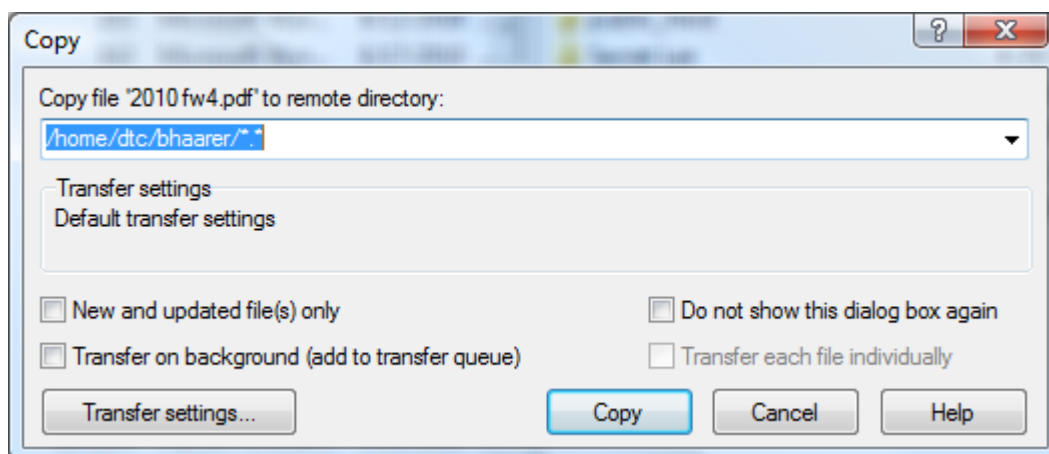 Copy
Copy file '2010 fw4.pdf' to remote directory:
/home/dtc/bhaarer/*.*
Transfer settings
Default transfer settings
New and updated file(s) only
Do not show this dialog box again
Transfer on background (add to transfer queue)
Transfer each file individually
Transfer settings...
Copy
Cancel
Help